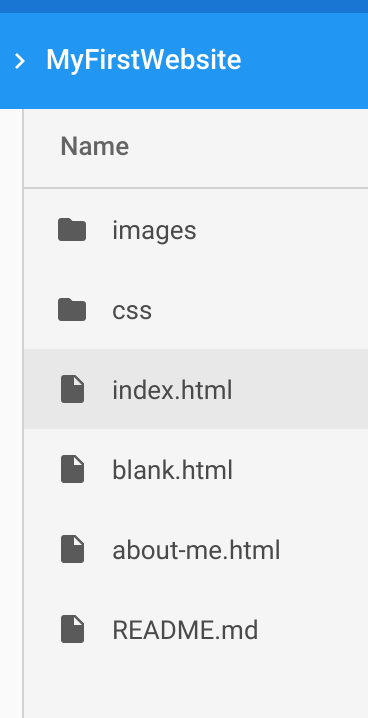 MyFirstWebsite
Name
images
css
index.html
blank.html
about-me.html
README.md